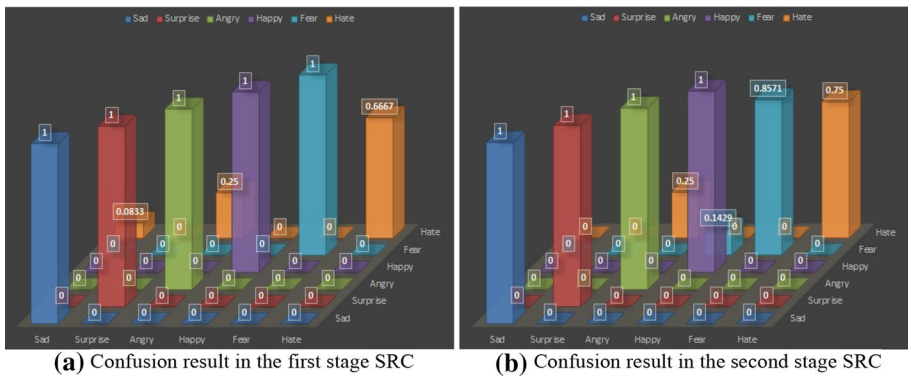 Sad Surprise Angry Happy Fear Hate
1
1
1
0.6667
1
1
0.25
0.0833
0 0 0
Hate
0 0 0 0 0
Fear
0 0 0 0 0
Happy
0 0 0 0 0
Angry
0 0 0 0 0
Surprise
0 0 0 0 0
Sad
Sad Surprise Angry Happy Fear Hate
(a) Confusion result in the first stage SRC
Sad Surprise Angry Happy Fear Hate
1
0.8571
0.75
1
1
1
0.25
0.1429
0 0 0 0
Hate
0 0 0 0
Fear
0 0 0 0 0
Happy
0 0 0 0 0
Angry
0 0 0 0 0
Surprise
0 0 0 0 0
Sad
Sad Surprise Angry Happy Fear Hate
(b) Confusion result in the second stage SRC